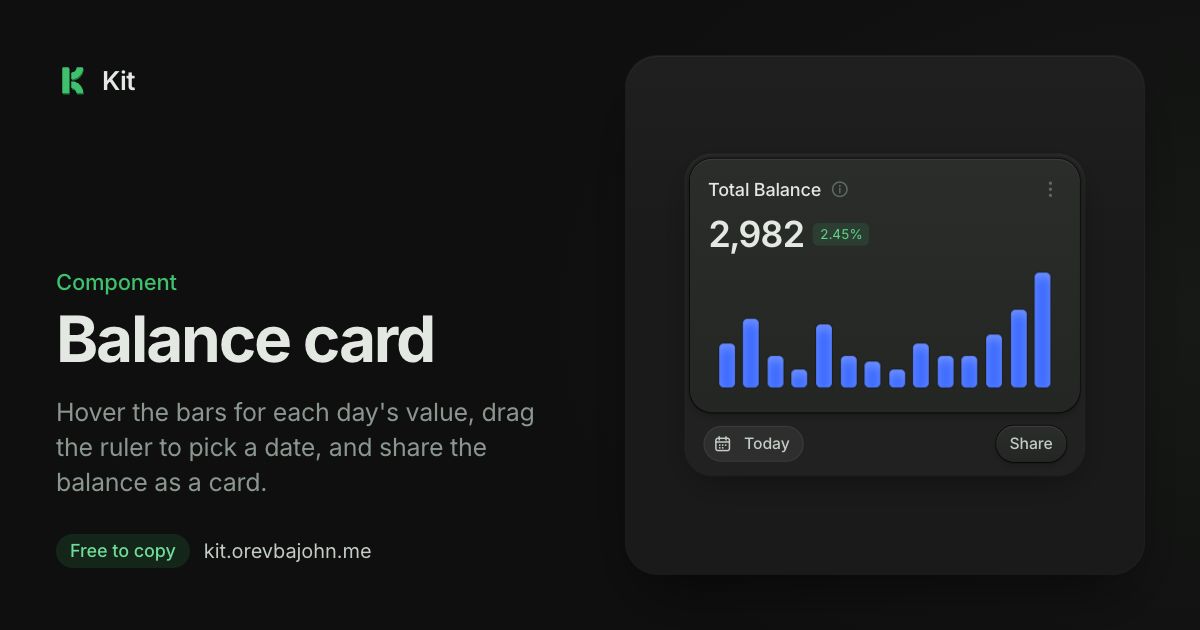 Kit
Component
Balance card
Hover the bars for each day's value, drag
the ruler to pick a date, and share the
balance as a card.
Free to copy kit.orevbajohn.me
Total Balance
2,982 2.45%
Today Share